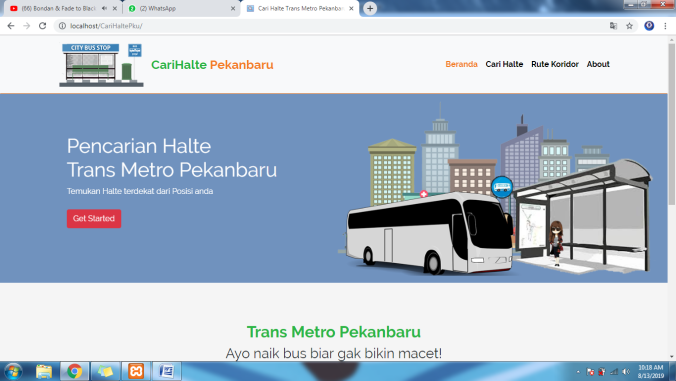 (66) Bondan & Fade to Blac
(2) WhatsApp
Cari Halte Trans Metro Pekanbaru
localhost/CariHaltePku/
CITY BUS STOP
CariHalte Pekanbaru
Beranda Cari Halte Rute Koridor About
Pencarian Halte
Trans Metro Pekanbaru
Temukan Halte terdekat dari Posisi anda
Get Started
Trans Metro Pekanbaru
Ayo naik bus biar gak bikin macet!
10:18 AM
8/13/2019